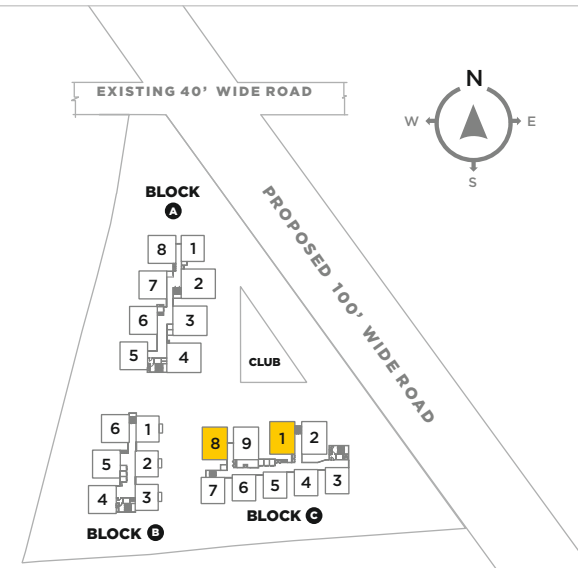 EXISTING 40’ WIDE ROAD
N
W
E
S
PROPOSED 100’ WIDE ROAD
BLOCK
A
8 1
7 2
6 3
5 4
CLUB
6 1
5 2
4 3
BLOCK B
8 9 1 2
7 6 5 4 3
BLOCK C